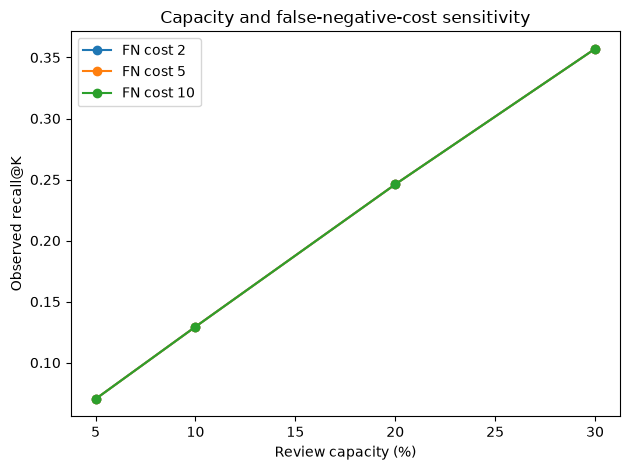 Capacity and false-negative-cost sensitivity
FN cost 2
FN cost 5
FN cost 10
Observed recall@K
0.35
0.30
0.25
0.20
0.15
0.10
5
10
15
20
25
30
Review capacity (%)